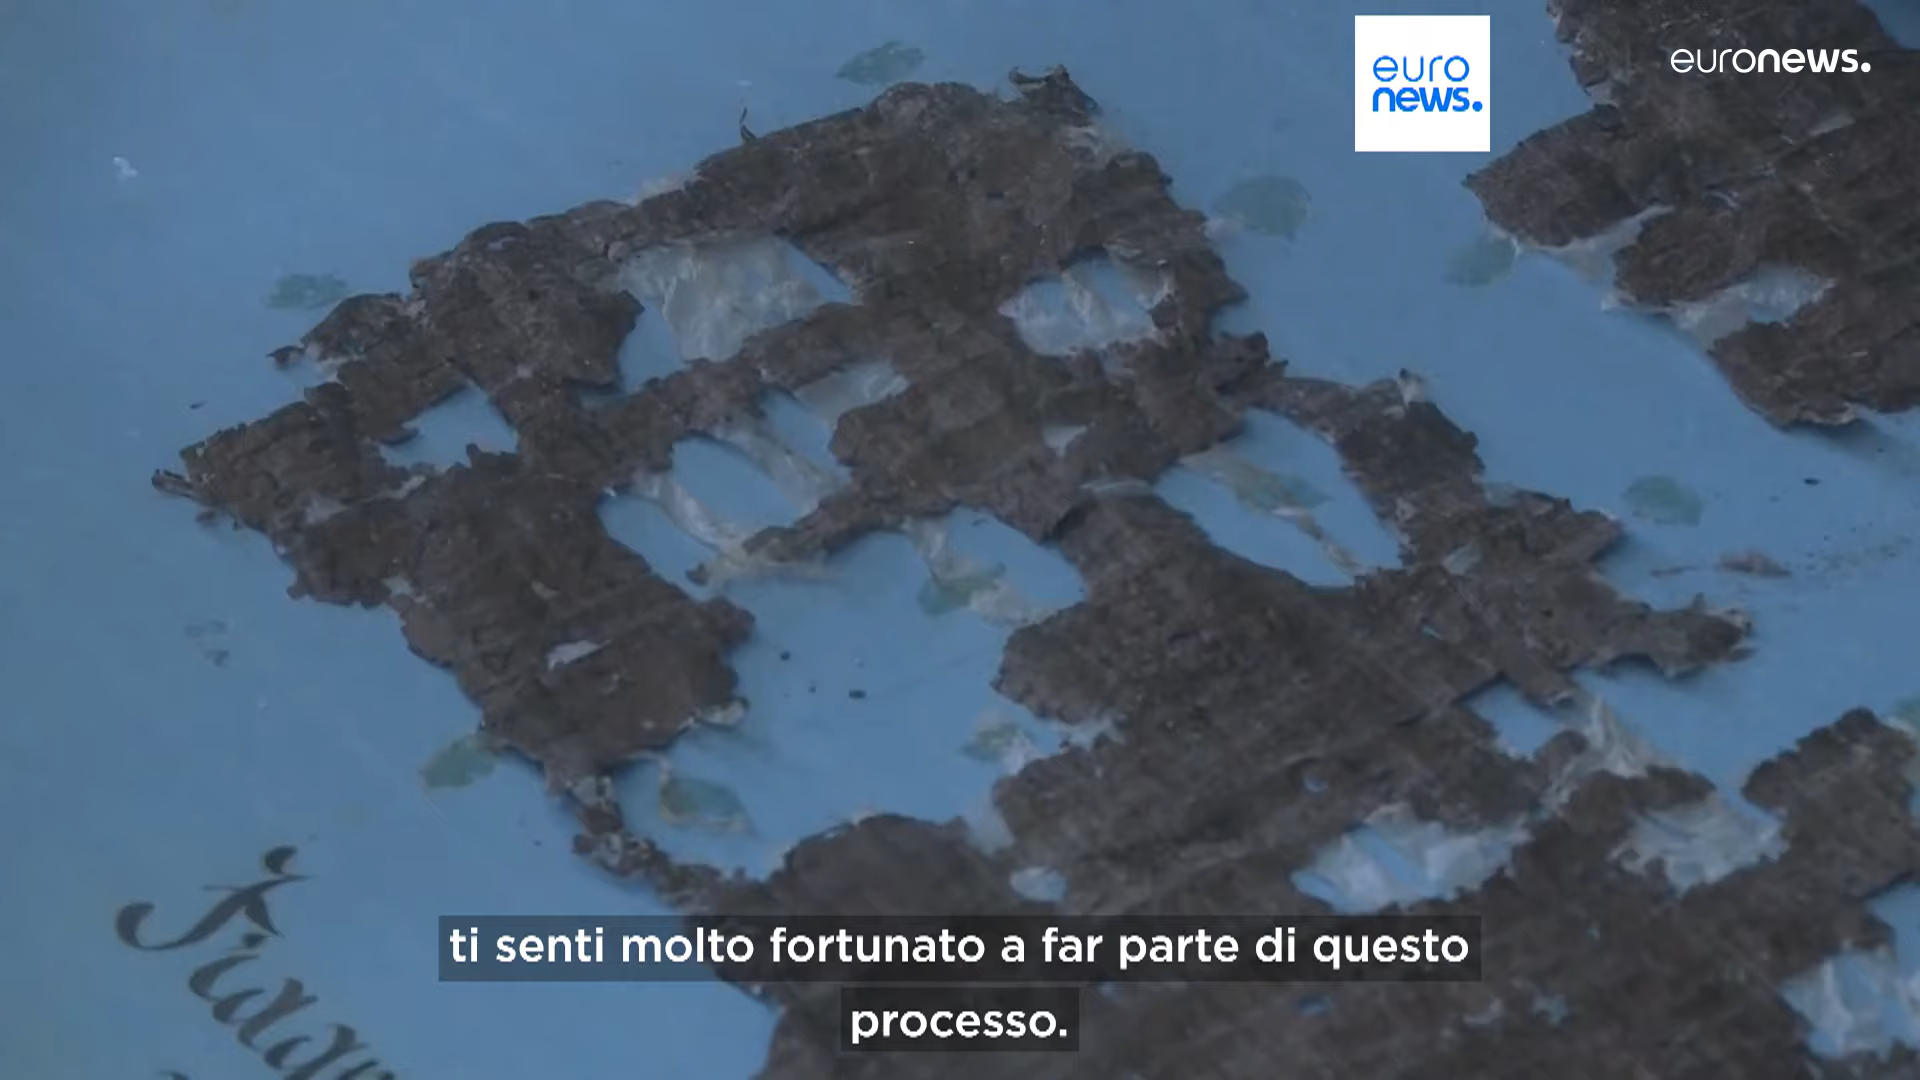 euro
news.
euronews.
ti senti molto fortunato a far parte di questo
processo.